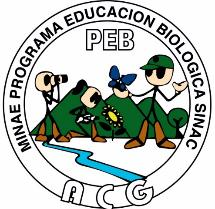 MINAE PROGRAMA EDUCACION BIOLOGICA SINAC
PEB
ACG